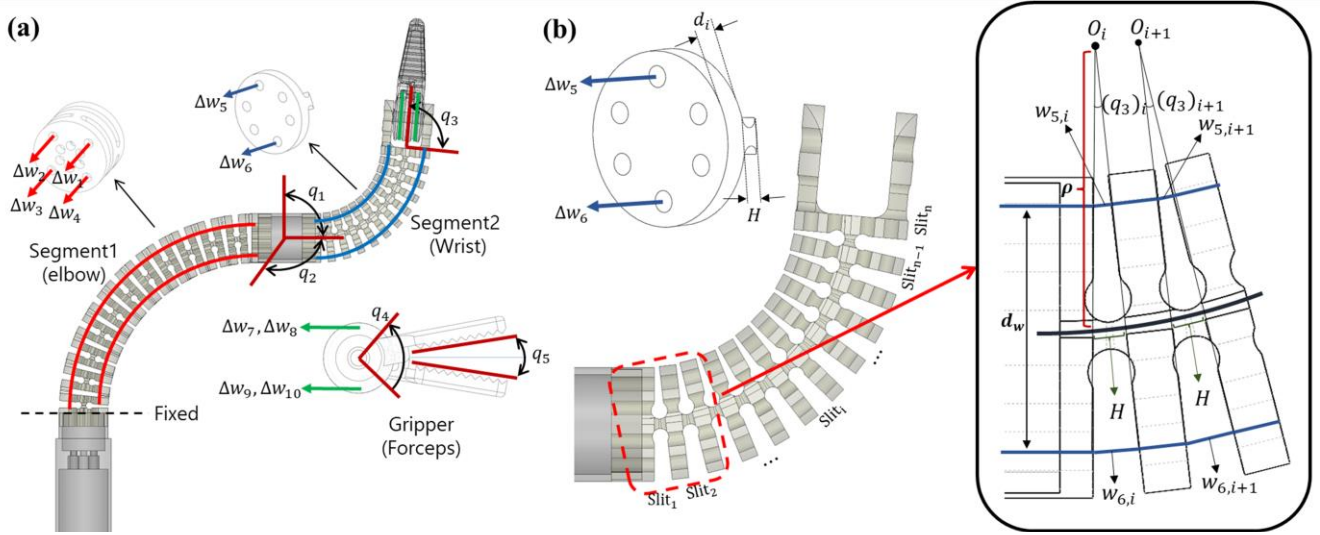 (a)
Δw₅
Δw₆
q₃
Δw₂
Δw₁
Δw₃
Δw₄
q₁
q₂
Segment1
(elbow)
Segment2
(Wrist)
Fixed
Δw₇, Δw₈
Δw₉, Δw₁₀
q₄
q₅
Gripper
(Forceps)
(b)
dᵢ
Δw₅
Δw₆
H
Slitₙ
Slitₙ₋₁
...
Slitᵢ
...
Slit₂
Slit₁
Oᵢ
Oᵢ₊₁
w₅,ᵢ
(q₃)ᵢ
(q₃)ᵢ₊₁
w₅,ᵢ₊₁
ρ
d_w
H
H
w₆,ᵢ
w₆,ᵢ₊₁